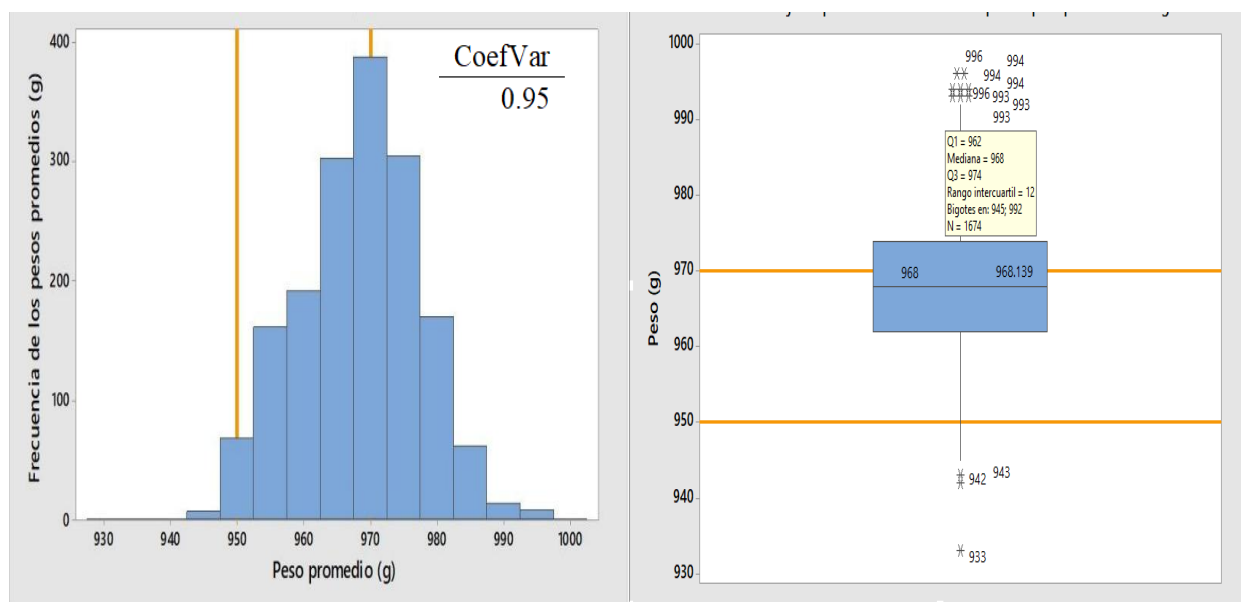 400
300
200
100
0
Frecuencia de los pesos promedios (g)
CoefVar
0.95
930 940 950 960 970 980 990 1000
Peso promedio (g)
1000
990
980
970
960
950
940
930
Peso (g)
996
994
994
994
996
993
993
993
Q1 = 962
Mediana = 968
Q3 = 974
Rango intercuartil = 12
Bigotes en: 945; 992
N = 1674
968
968.139
942
943
933